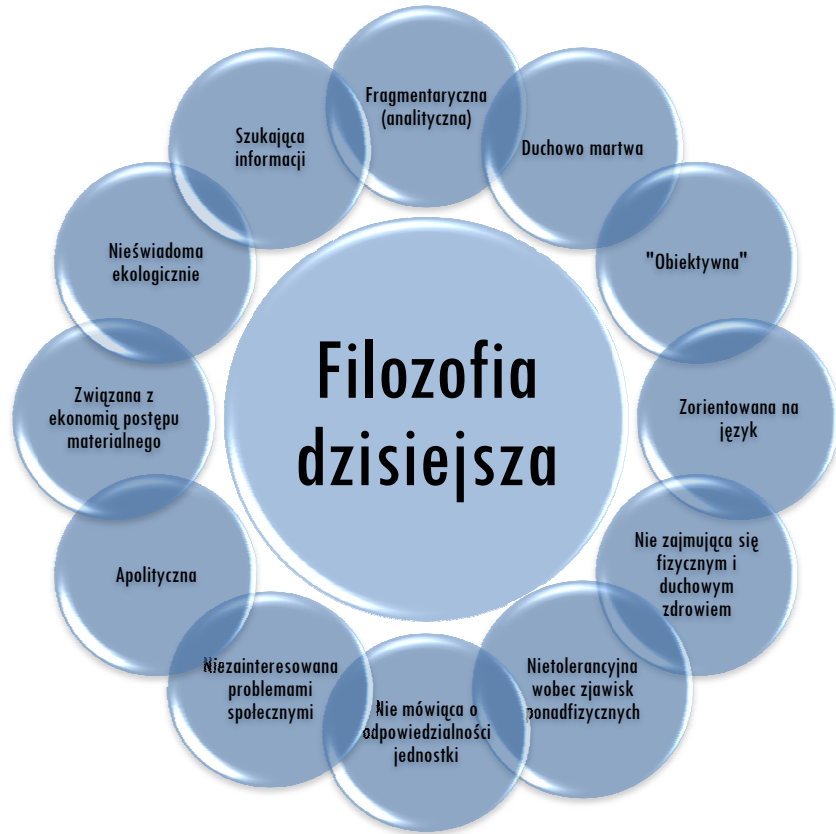 Fragmentaryczna
(analityczna)
Duchowo martwa
"Obiektywna"
Zorientowana na
język
Nie zajmująca się
fizycznym i
duchowym
zdrowiem
Nietolerancyjna
wobec zjawisk
ponadfizycznych
Nie mówiąca o
odpowiedzialności
jednostki
Niezainteresowana
problemami
społecznymi
Apolityczna
Związana z
ekonomią postępu
materialnego
Nieświadoma
ekologicznie
Szukająca
informacji
Filozofia
dzisiejsza